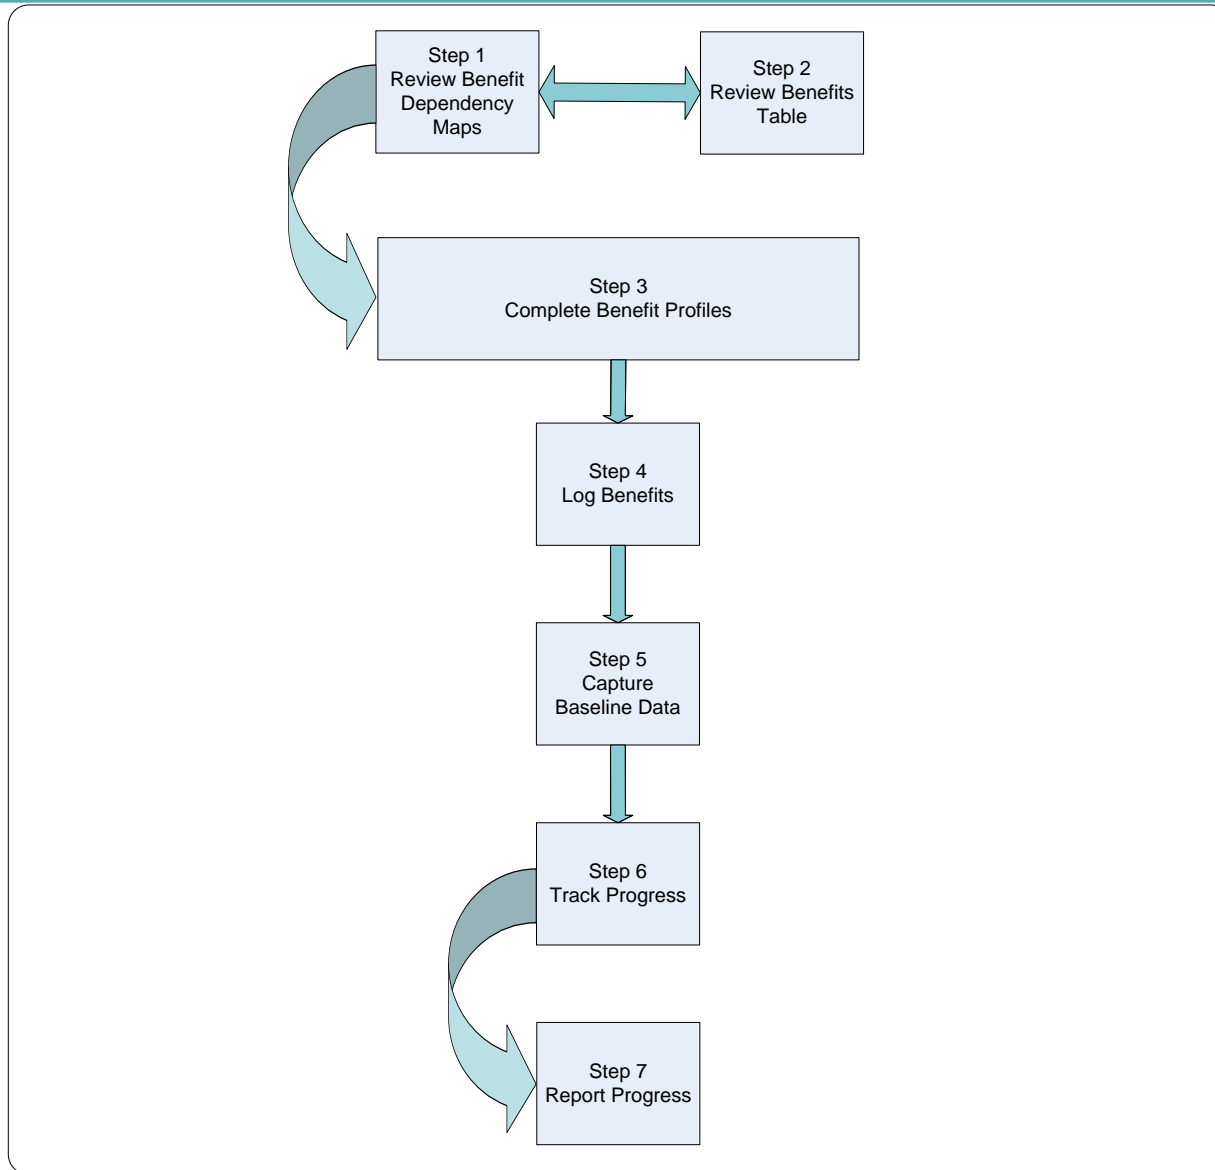 Step 1
Review Benefit
Dependency
Maps
Step 2
Review Benefits
Table
Step 3
Complete Benefit Profiles
Step 4
Log Benefits
Step 5
Capture
Baseline Data
Step 6
Track Progress
Step 7
Report Progress